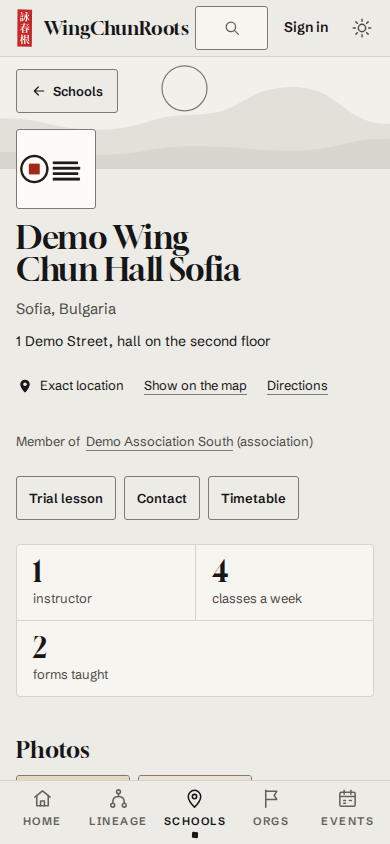 詠春根
WingChunRoots
Sign in
Schools
Demo Wing
Chun Hall Sofia
Sofia, Bulgaria
1 Demo Street, hall on the second floor
Exact location Show on the map Directions
Member of Demo Association South (association)
Trial lesson Contact Timetable
1
instructor
4
classes a week
2
forms taught
Photos
HOME LINEAGE SCHOOLS ORGS EVENTS